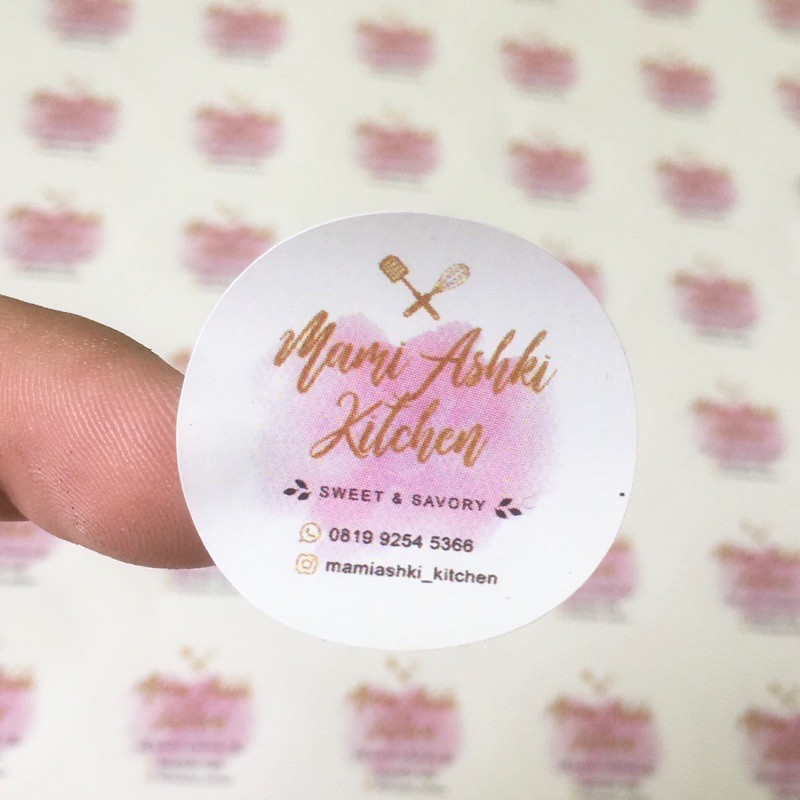 Mami Ashki
Kitchen
SWEET & SAVORY
0819 9254 5366
mamiashki_kitchen